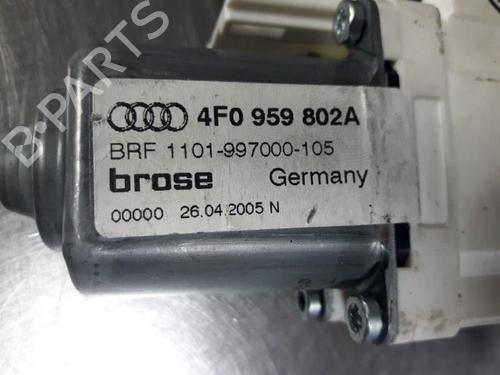 B-PARTS
4F0 959 802A
BRF 1101-997000-105
brose Germany
00000 26.04.2005 N